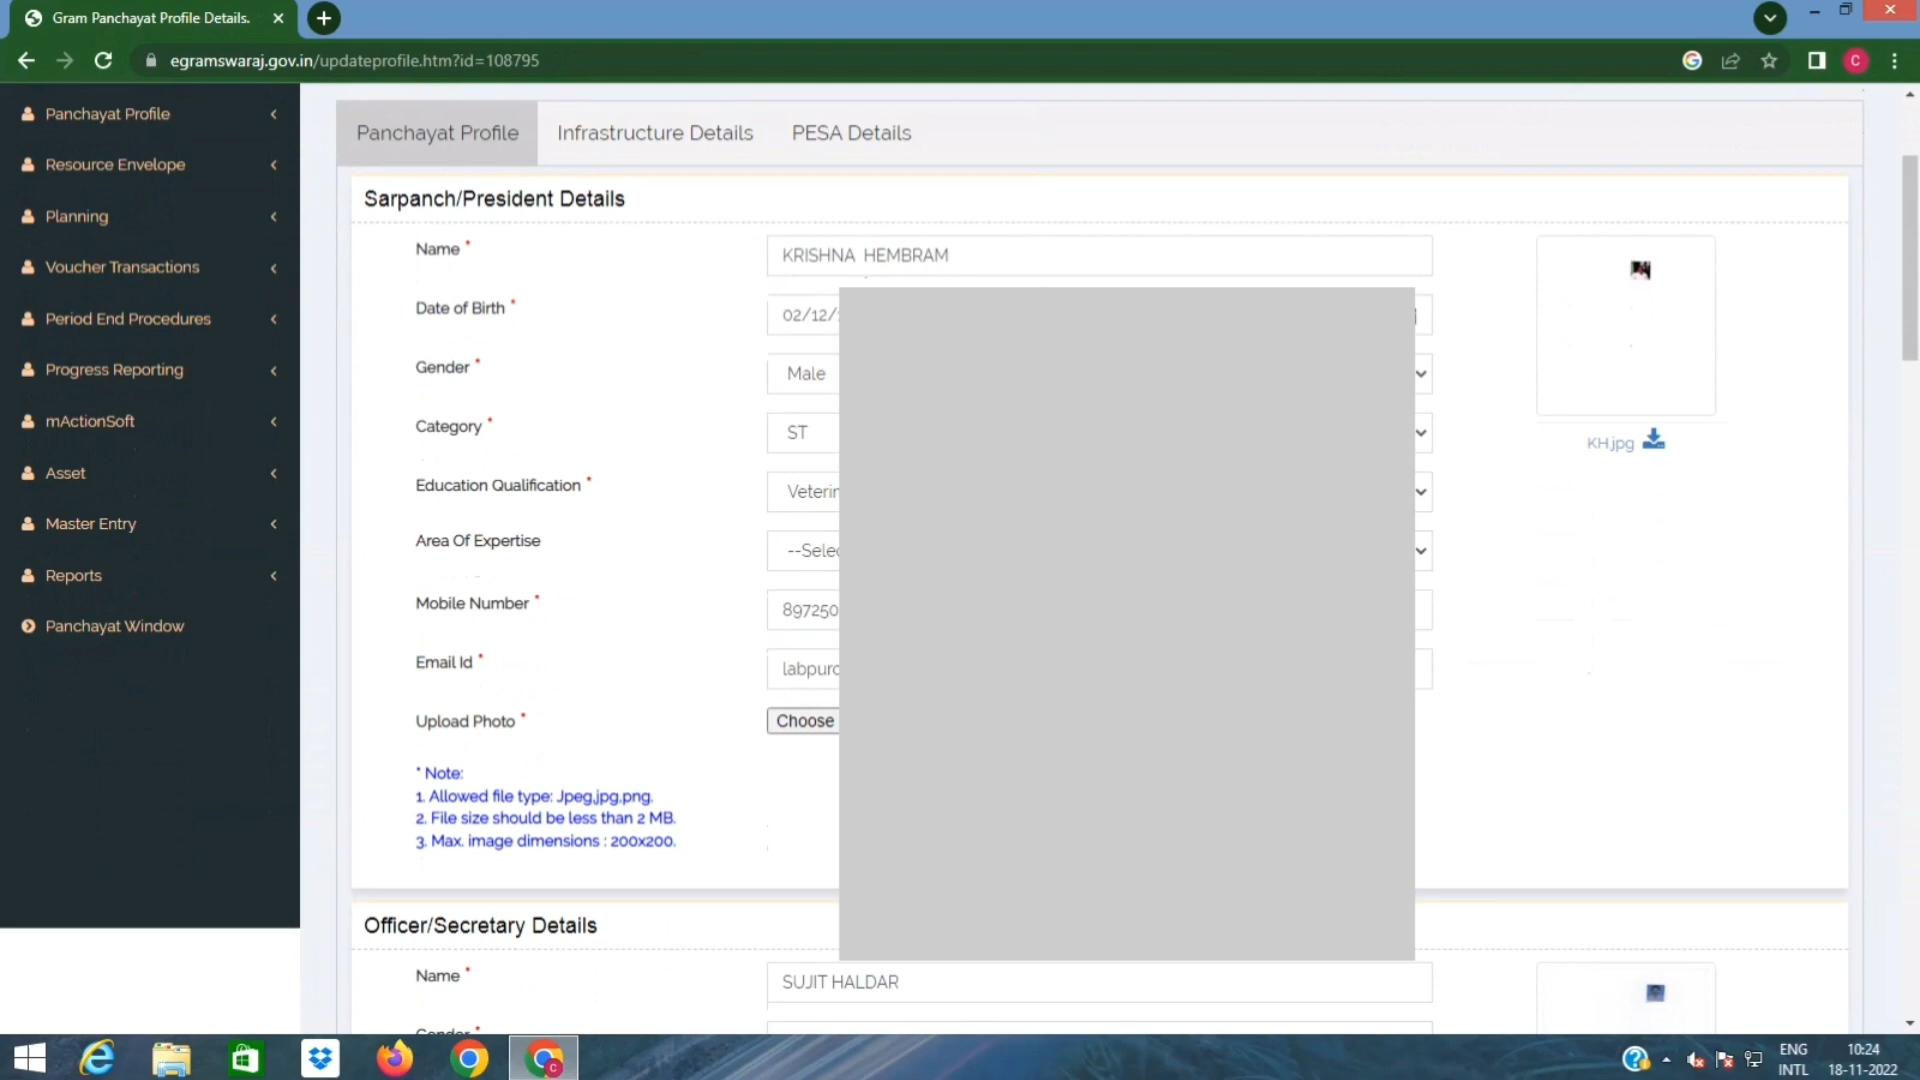 Gram Panchayat Profile Details.
egramswaraj.gov.in/updateprofile.htm?id=108795
C
Panchayat Profile
Resource Envelope
Planning
Voucher Transactions
Period End Procedures
Progress Reporting
mActionSoft
Asset
Master Entry
Reports
Panchayat Window
Panchayat Profile Infrastructure Details PESA Details
Sarpanch/President Details
Name * KRISHNA HEMBRAM
Date of Birth * 02/12/
Gender * Male
Category * ST
Education Qualification * Veterin
Area Of Expertise --Selec
Mobile Number * 897250
Email Id * labpur
Upload Photo * Choose
KH.jpg
* Note:
1. Allowed file type: Jpeg,jpg,png.
2. File size should be less than 2 MB.
3. Max. image dimensions : 200x200.
Officer/Secretary Details
Name * SUJIT HALDAR
Gender *
ENG
INTL
10:24
18-11-2022